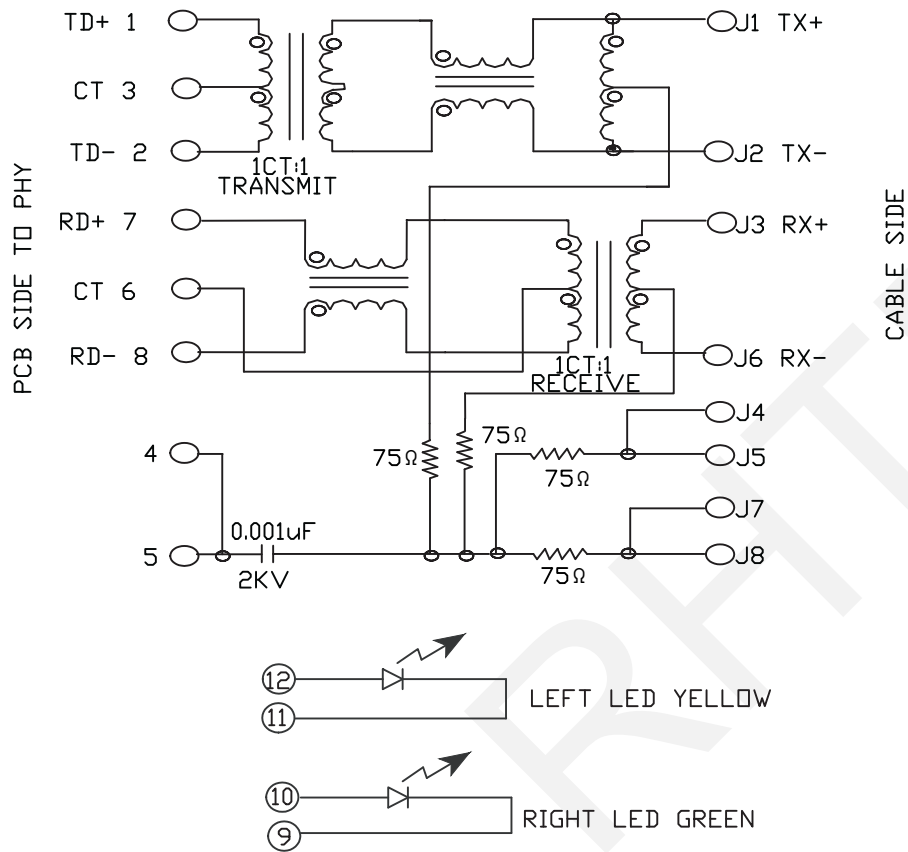 TD+ 1
J1 TX+
CT 3
TD- 2
J2 TX-
1CT:1
TRANSMIT
PCB SIDE TO PHY
CABLE SIDE
RD+ 7
J3 RX+
CT 6
RD- 8
J6 RX-
1CT:1
RECEIVE
J4
75Ω
75Ω
4
J5
75Ω
J7
0.001uF
5
J8
2KV
75Ω
12
LEFT LED YELLOW
11
10
RIGHT LED GREEN
9
RHT